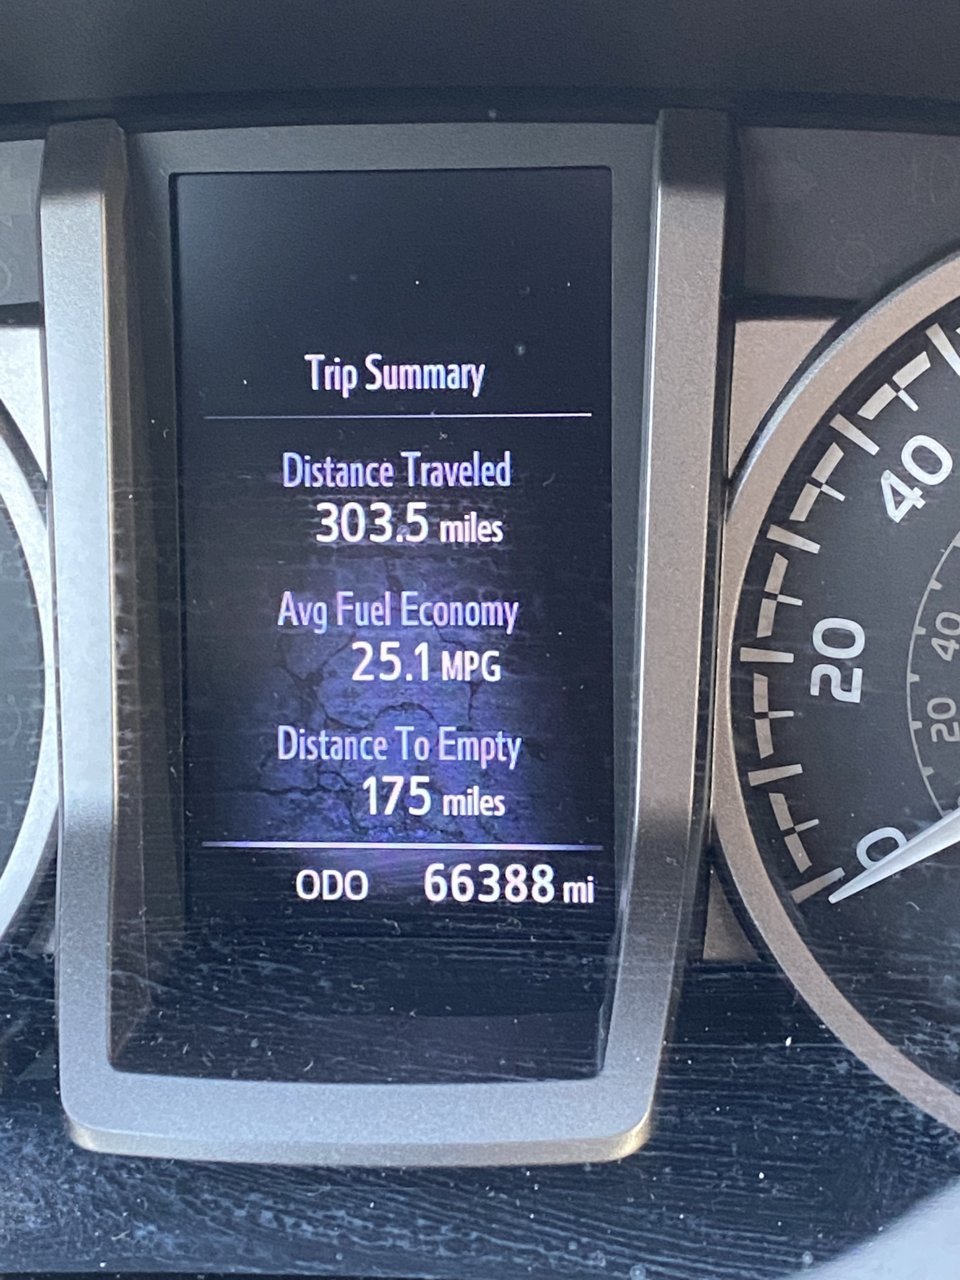 Trip Summary
Distance Traveled
303.5 miles
Avg Fuel Economy
25.1 MPG
Distance To Empty
175 miles
ODO 66388 mi
40
20
0
40
20